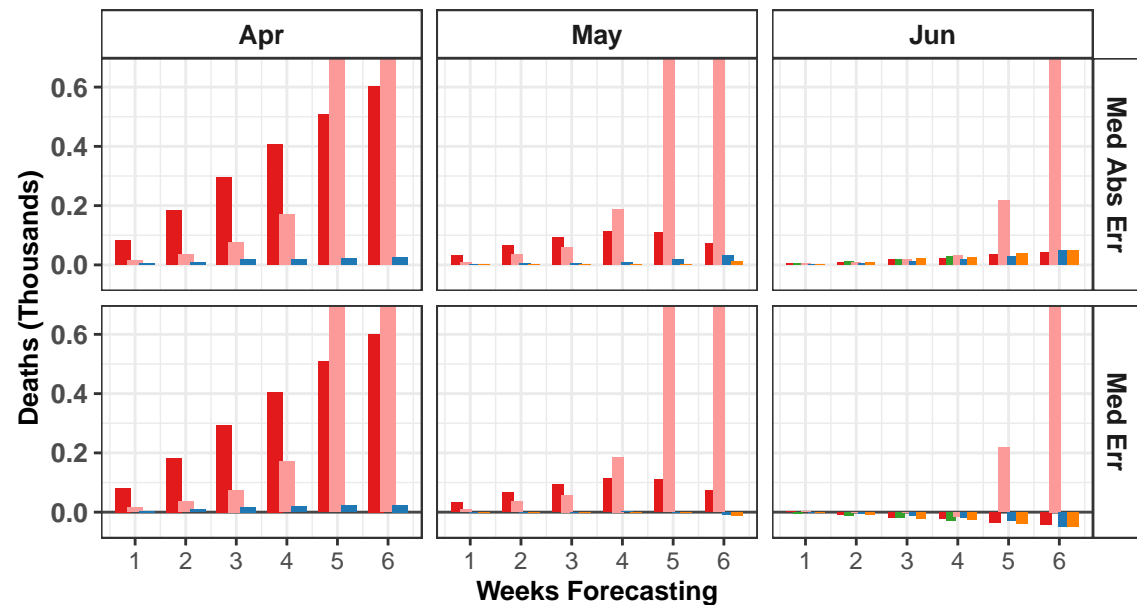 Apr May Jun
Deaths (Thousands)
0.6
0.4
0.2
0.0
Med Abs Err
0.6
0.4
0.2
0.0
Med Err
1 2 3 4 5 6 1 2 3 4 5 6 1 2 3 4 5 6
Weeks Forecasting